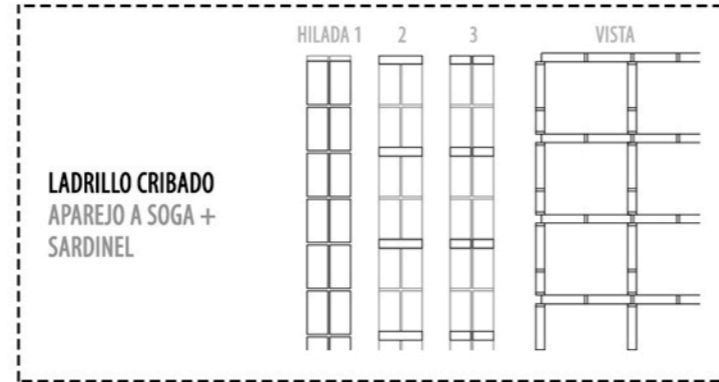 HILADA 1 2 3 VISTA
LADRILLO CRIBADO
APAREJO A SOGA +
SARDINEL